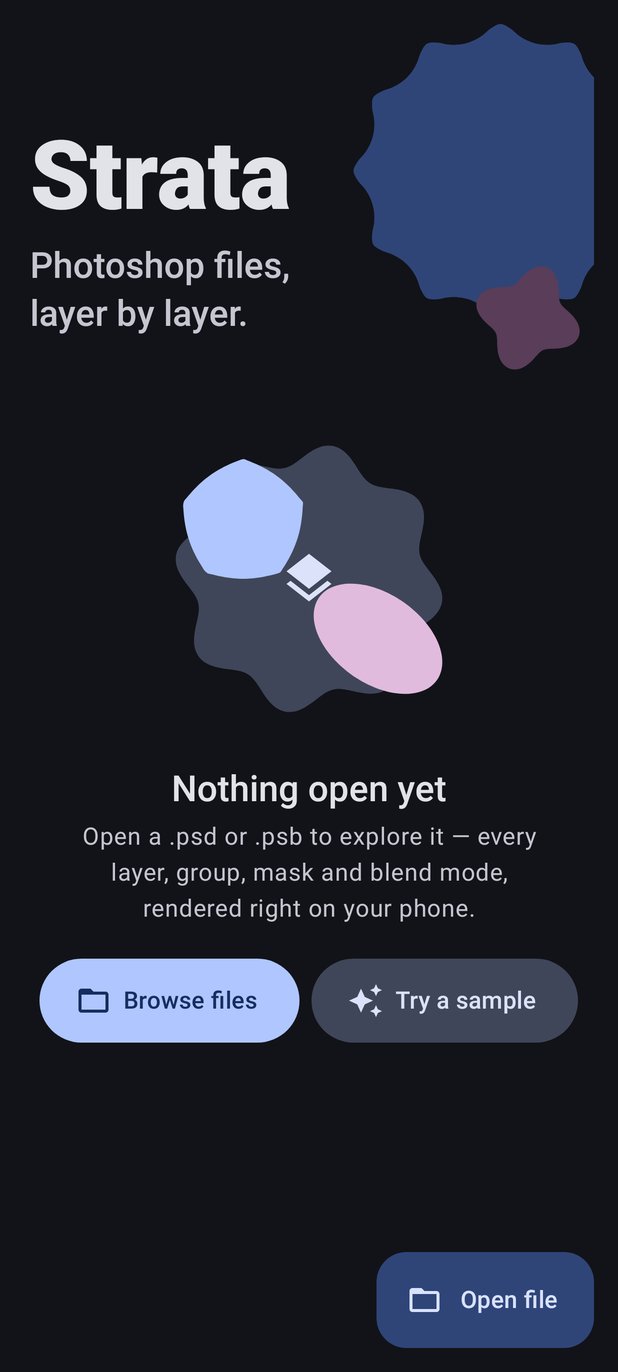 Strata
Photoshop files,
layer by layer.
Nothing open yet
Open a .psd or .psb to explore it — every
layer, group, mask and blend mode,
rendered right on your phone.
Browse files
Try a sample
Open file